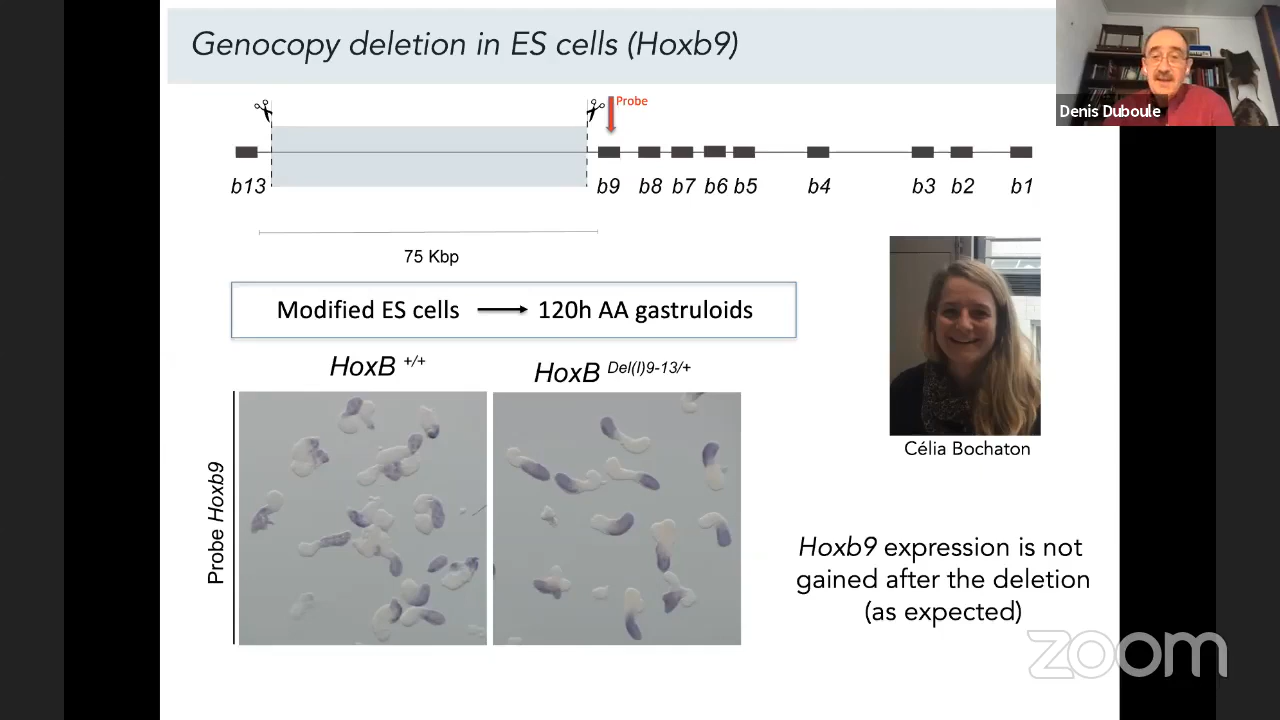 Genocopy deletion in ES cells (Hoxb9)
Denis Duboule
Probe
b13 b9 b8 b7 b6 b5 b4 b3 b2 b1
75 Kbp
Modified ES cells → 120h AA gastruloids
HoxB +/+ HoxB Del(I)9-13/+
Probe Hoxb9
Célia Bochaton
Hoxb9 expression is not
gained after the deletion
(as expected)
zoom